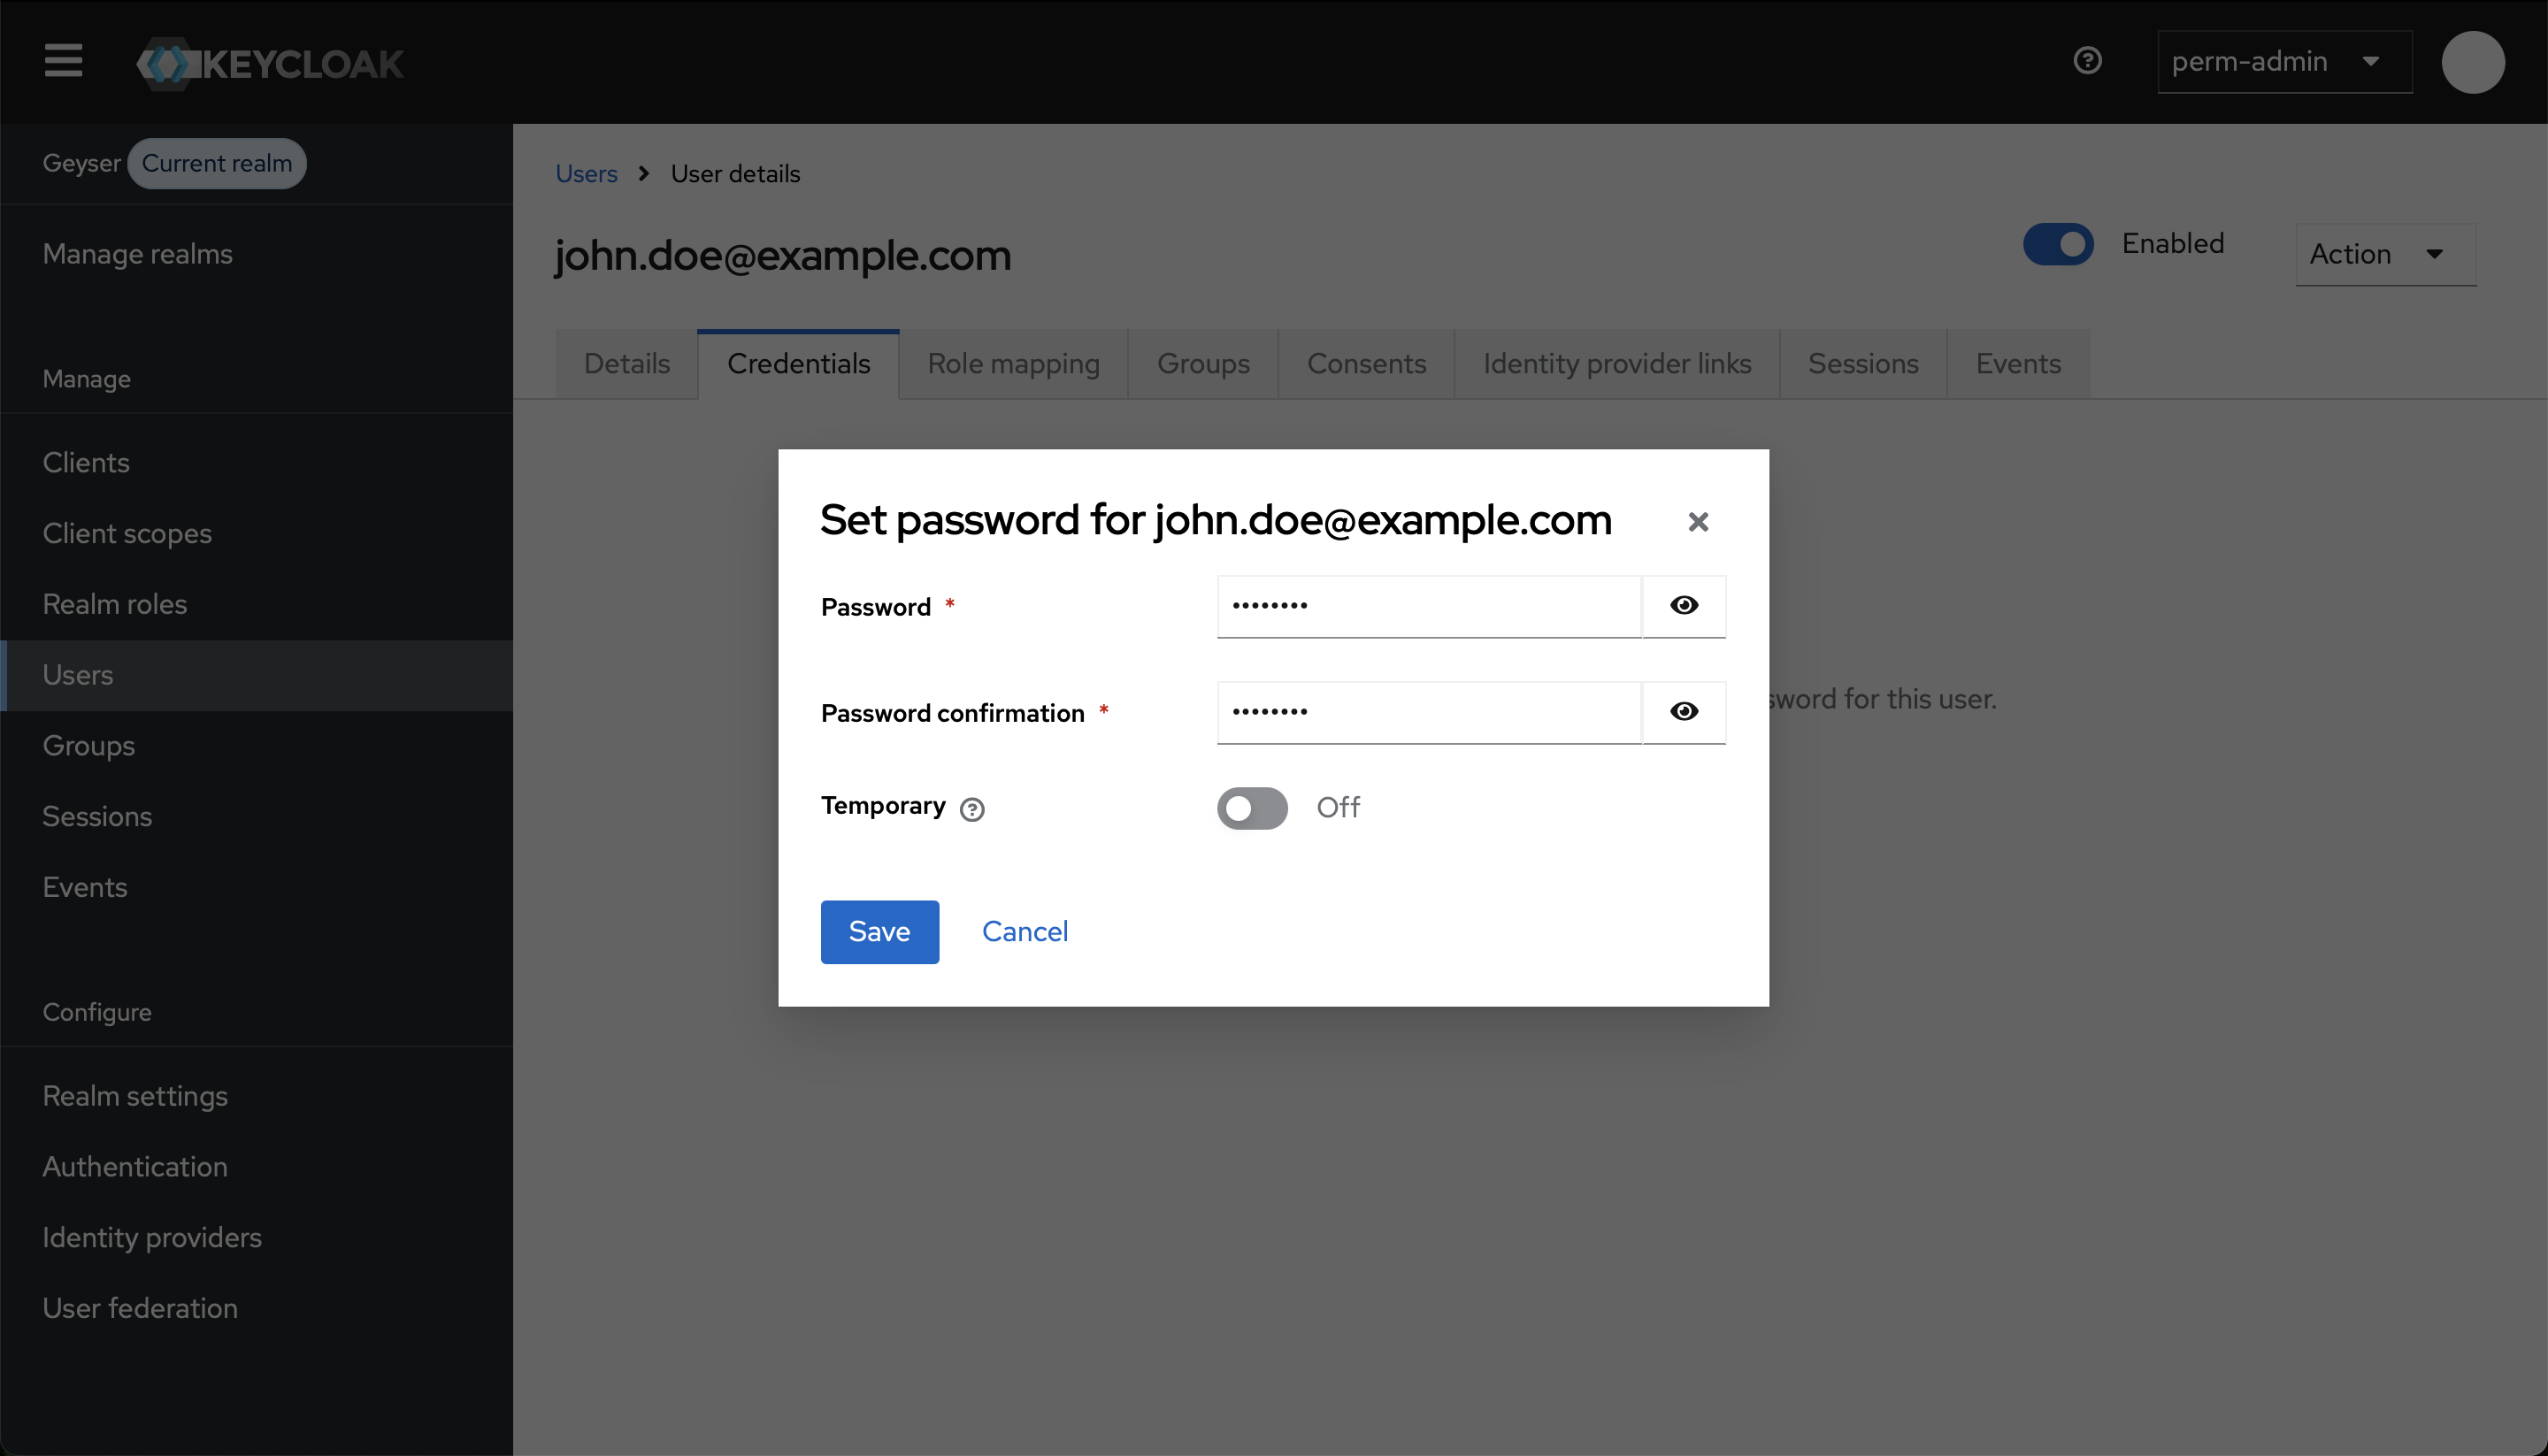 KEYCLOAK
perm-admin
Geyser Current realm
Manage realms
Manage
Clients
Client scopes
Realm roles
Users
Groups
Sessions
Events
Configure
Realm settings
Authentication
Identity providers
User federation
Users User details
john.doe@example.com
Enabled
Action
Details Credentials Role mapping Groups Consents Identity provider links Sessions Events
Set password for john.doe@example.com
Password *
••••••••
Password confirmation *
••••••••
for this user.
Temporary
Off
Save Cancel